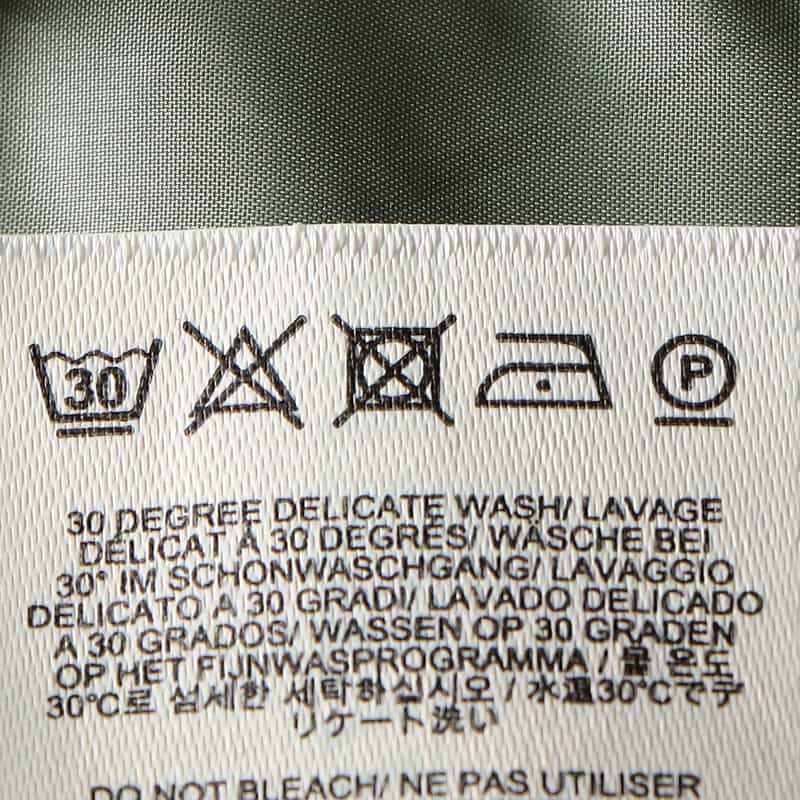 30 P
30 DEGREE DELICATE WASH/ LAVAGE
DÉLICAT À 30 DEGRÉS/ WÄSCHE BEI
30° IM SCHONWASCHGANG/ LAVAGGIO
DELICATO A 30 GRADI/ LAVADO DELICADO
A 30 GRADOS/ WASSEN OP 30 GRADEN
OP HET FIJNWASPROGRAMMA / 물 온도
30°C로 섬세한 세탁하십시오 / 水温30°Cでデ
リケート洗い
DO NOT BLEACH/ NE PAS UTILISER